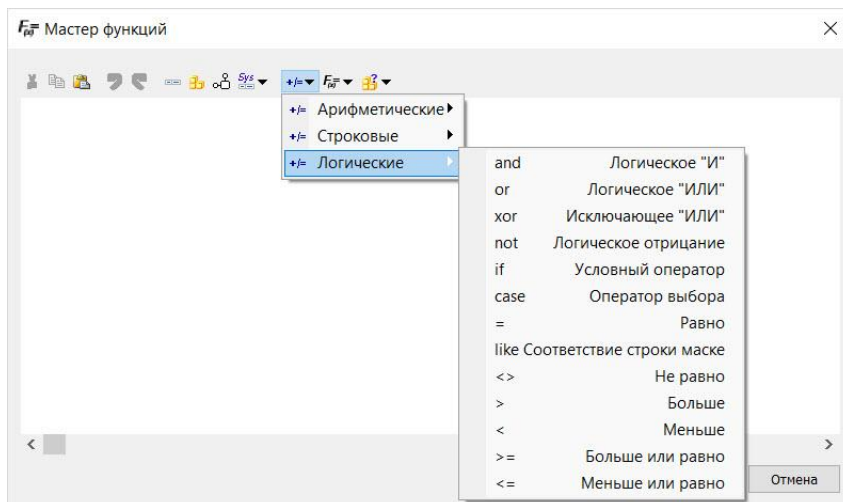 Мастер функций
Sys
+/=
Арифметические
Строковые
Логические
and Логическое "И"
or Логическое "ИЛИ"
xor Исключающее "ИЛИ"
not Логическое отрицание
if Условный оператор
case Оператор выбора
= Равно
like Соответствие строки маске
<> Не равно
> Больше
< Меньше
>= Больше или равно
<= Меньше или равно
Отмена